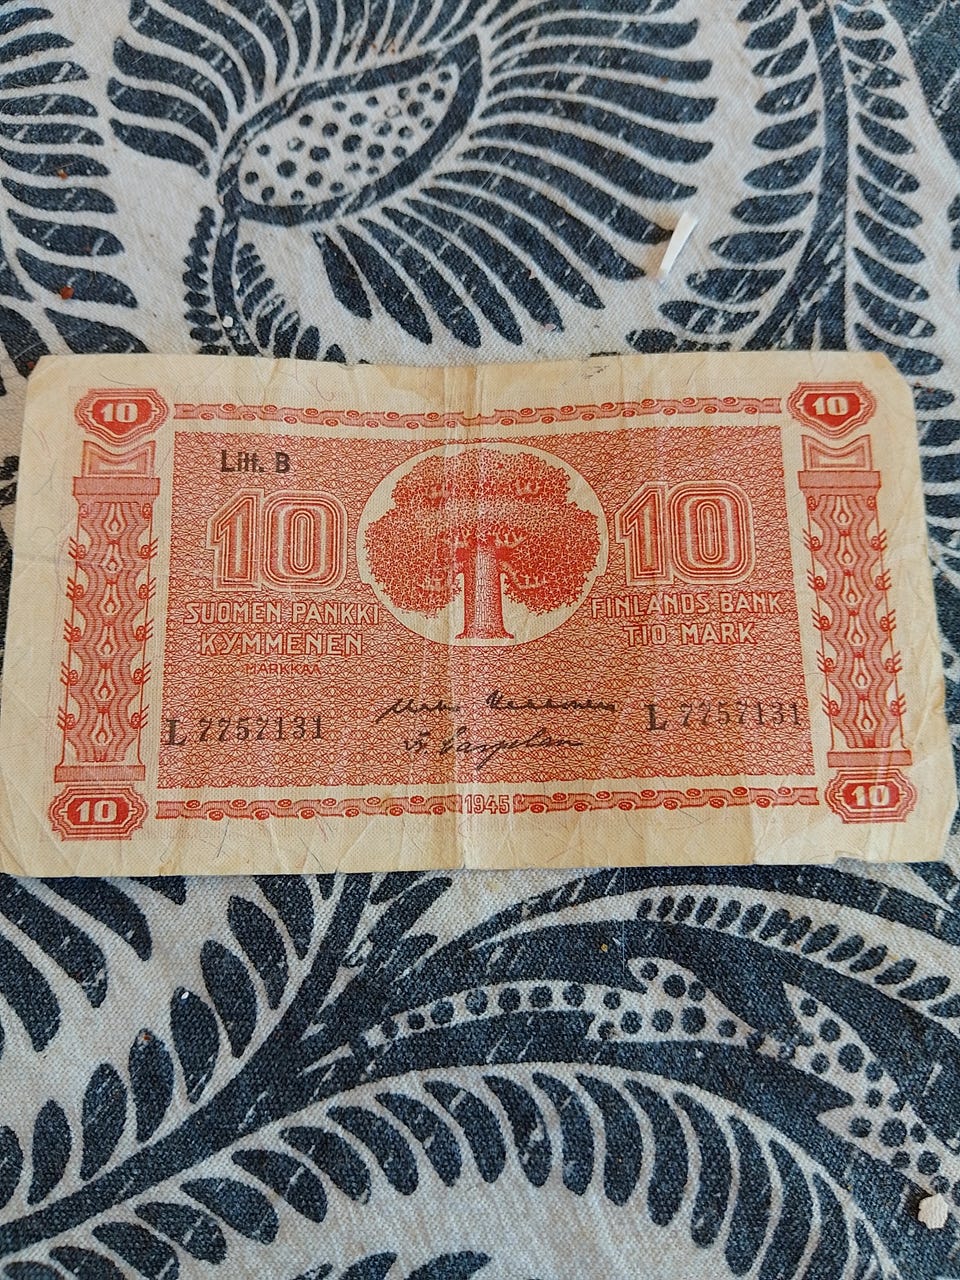 10 10
Litt. B
10 10
SUOMEN PANKKI FINLANDS BANK
KYMMENEN TIO MARK
MARKKAA
L 7757131 L 7757131
1945
10 10